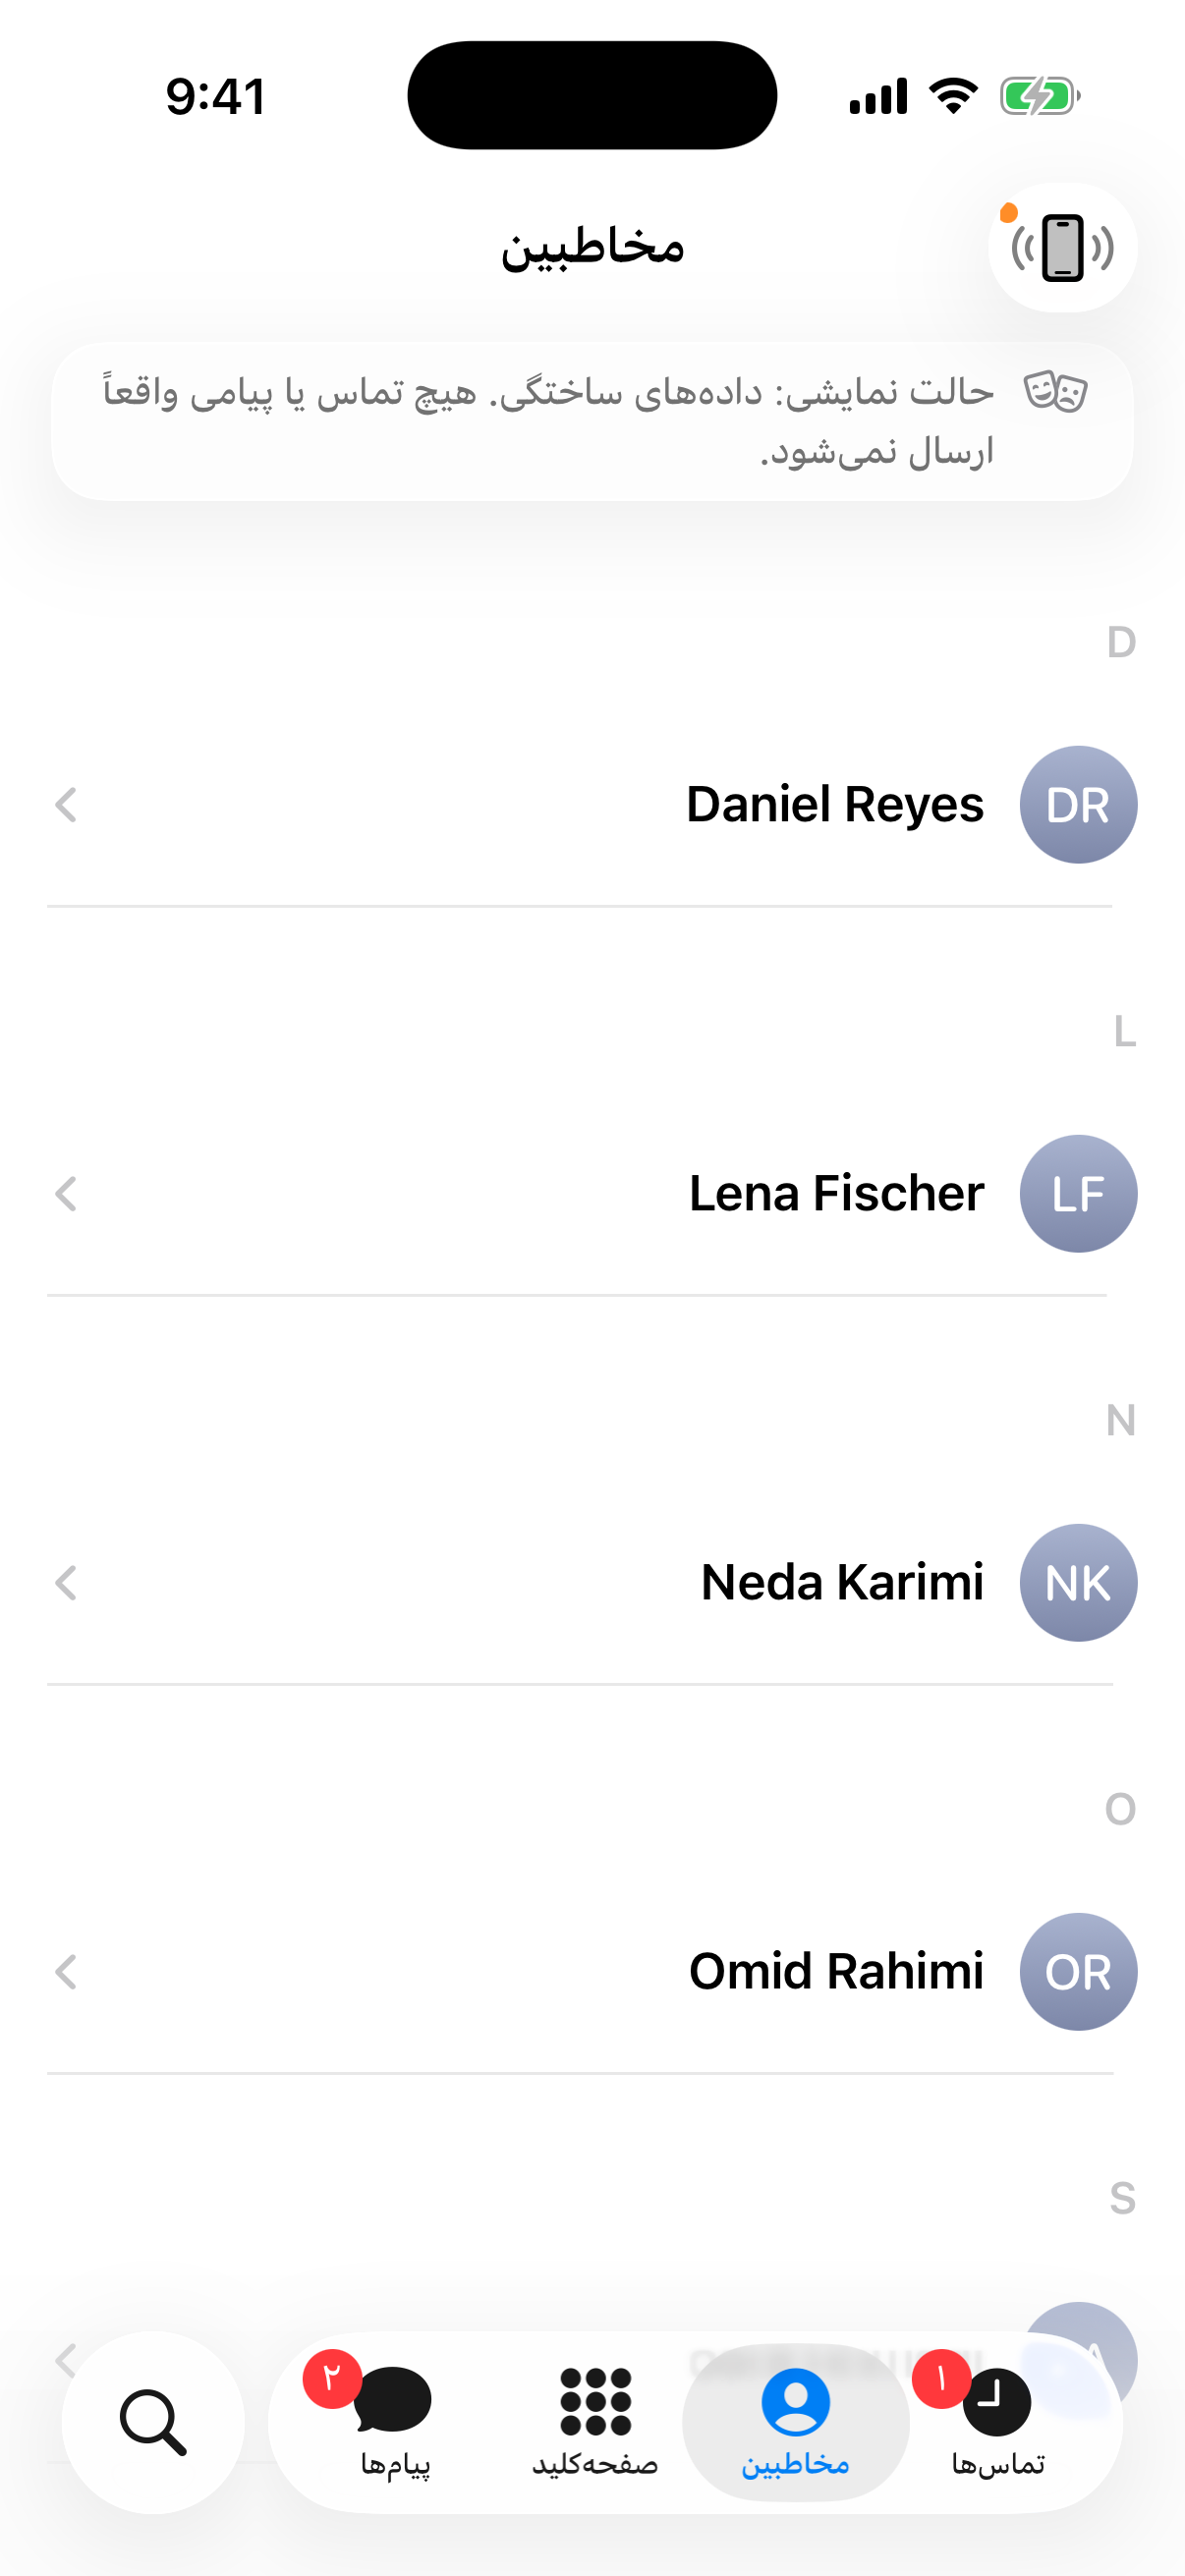 9:41
مخاطبین
حالت نمایشی: داده‌های ساختگی. هیچ تماس یا پیامی واقعاً
ارسال نمی‌شود.
D
DR
Daniel Reyes
L
LF
Lena Fischer
N
NK
Neda Karimi
O
OR
Omid Rahimi
S
۱
تماس‌ها
مخاطبین
صفحه‌کلید
۲
پیام‌ها